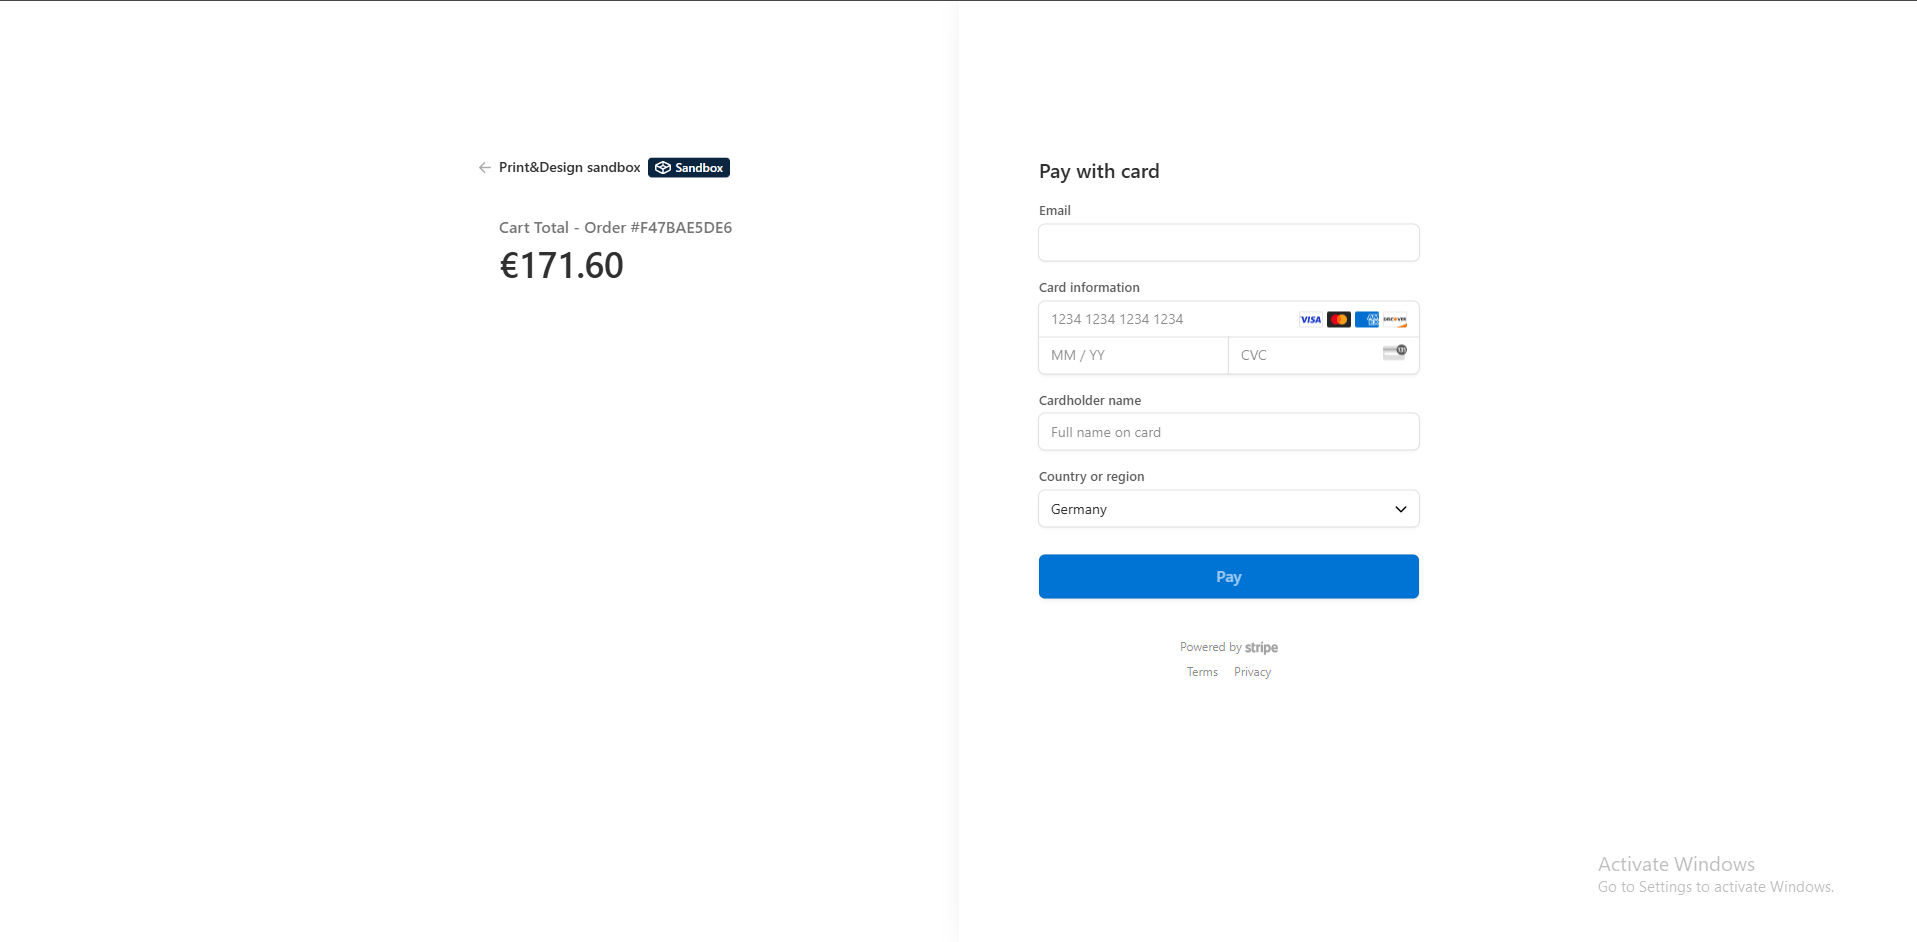 Print&Design sandbox Sandbox
Cart Total - Order #F47BAE5DE6
€171.60
Pay with card
Email
Card information
1234 1234 1234 1234 VISA DISCOVER
MM / YY CVC
Cardholder name
Full name on card
Country or region
Germany
Pay
Powered by stripe
Terms Privacy
Activate Windows
Go to Settings to activate Windows.